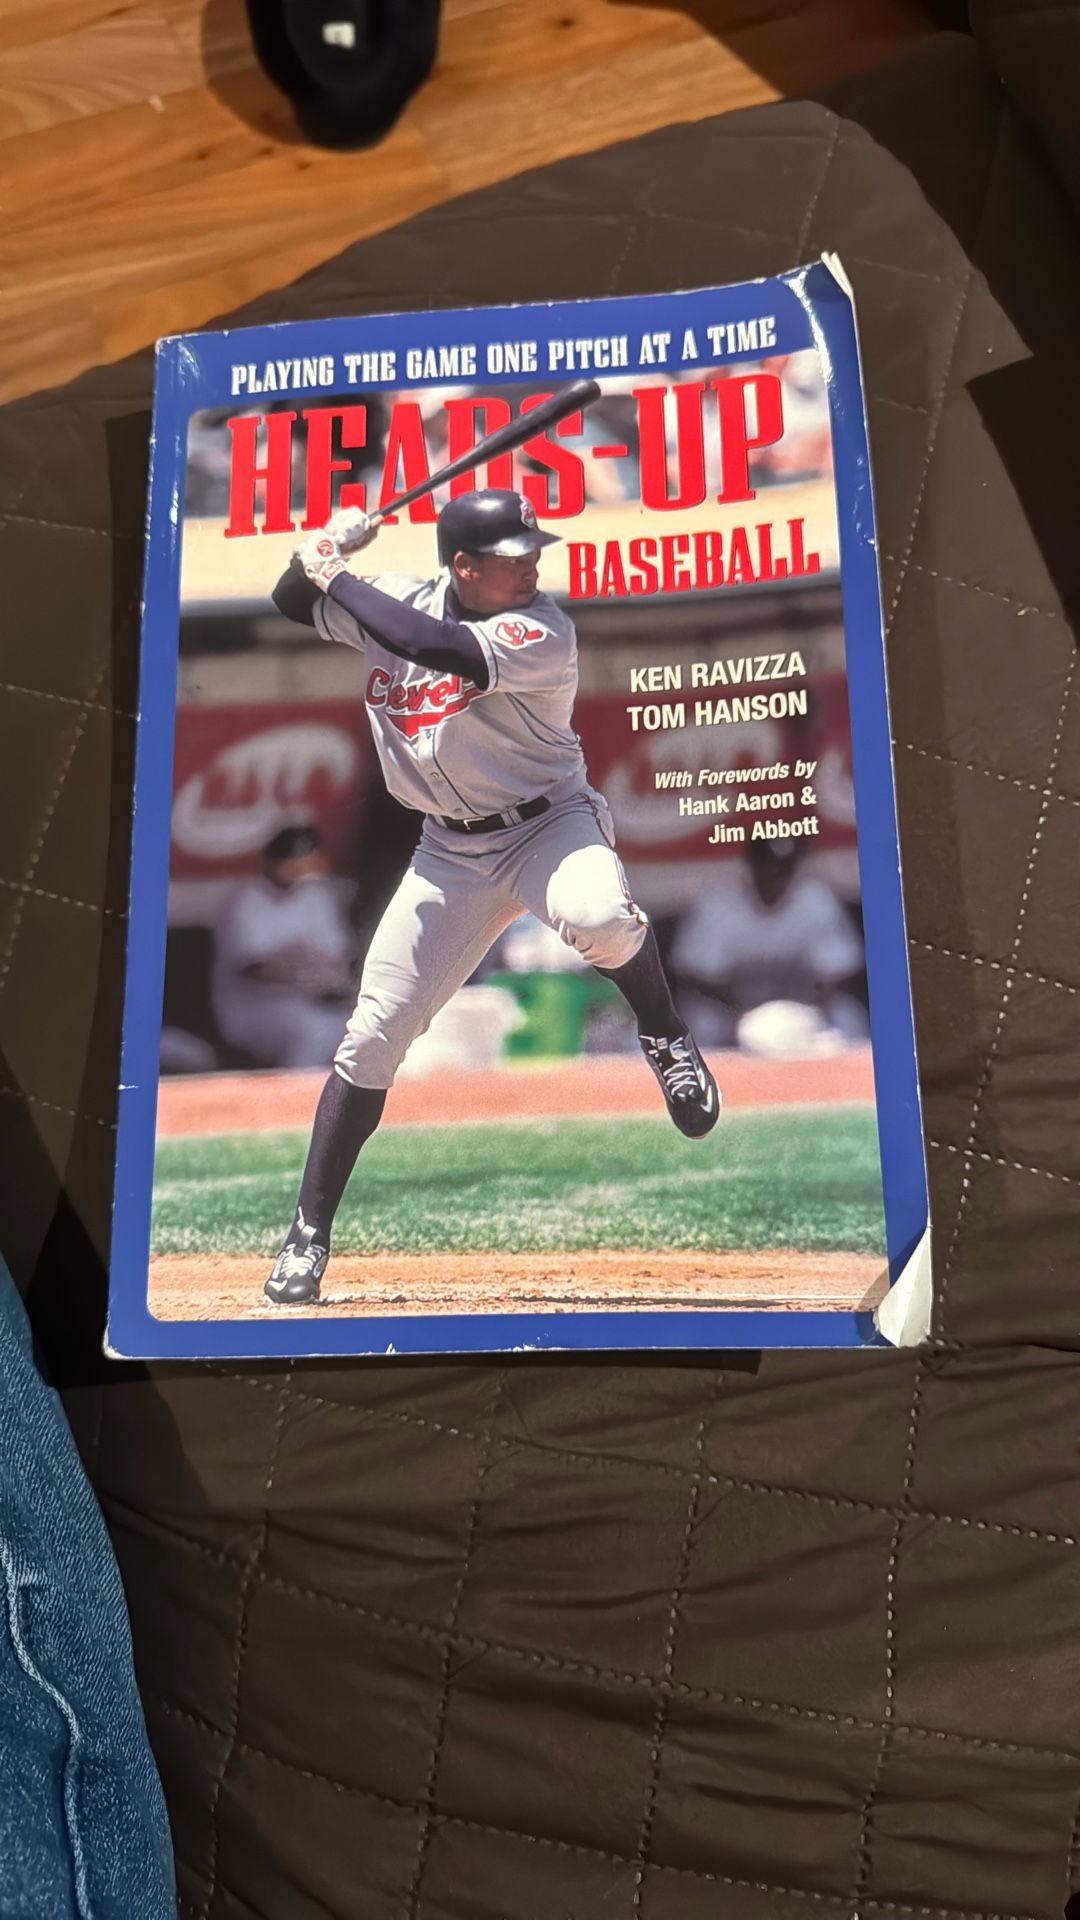 PLAYING THE GAME ONE PITCH AT A TIME
HEADS-UP
BASEBALL
KEN RAVIZZA
TOM HANSON
With Forewords by
Hank Aaron &
Jim Abbott